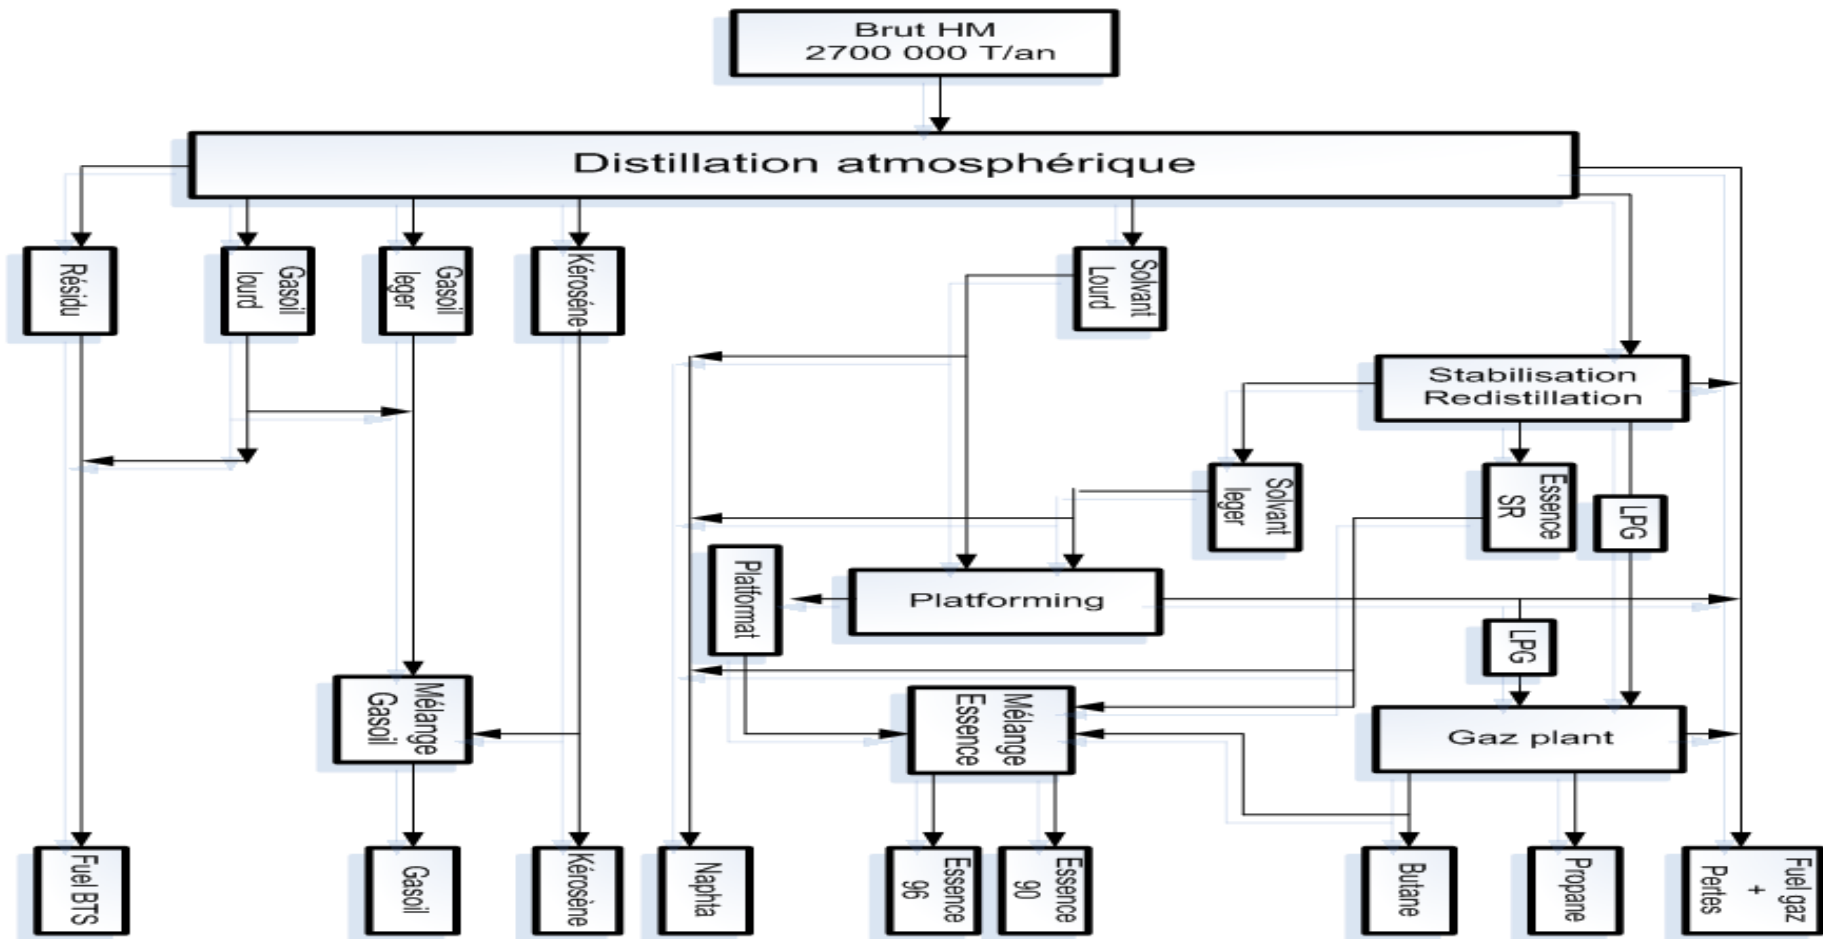 Brut HM
2700 000 T/an
Distillation atmosphérique
Résidu
Gasoil
lourd
Gasoil
leger
Kéroséne
Solvant
Lourd
Stabilisation
Redistillation
Solvant
leger
Essence
SR
LPG
Platformat
Platforming
LPG
Mélange
Gasoil
Mélange
Essence
Gaz plant
Fuel BTS
Gasoil
Kérosène
Naphta
Essence
96
Essence
90
Butane
Propane
Fuel gaz
+
Pertes